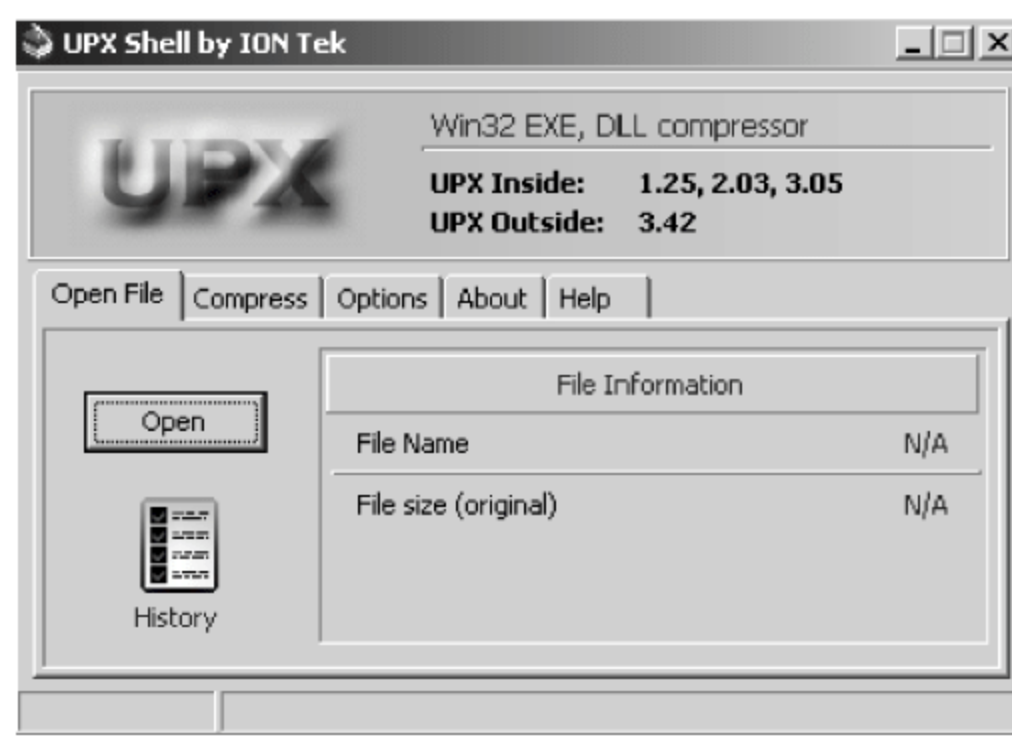 UPX Shell by ION Tek
UPX
Win32 EXE, DLL compressor
UPX Inside: 1.25, 2.03, 3.05
UPX Outside: 3.42
Open File Compress Options About Help
File Information
Open
File Name N/A
File size (original) N/A
History